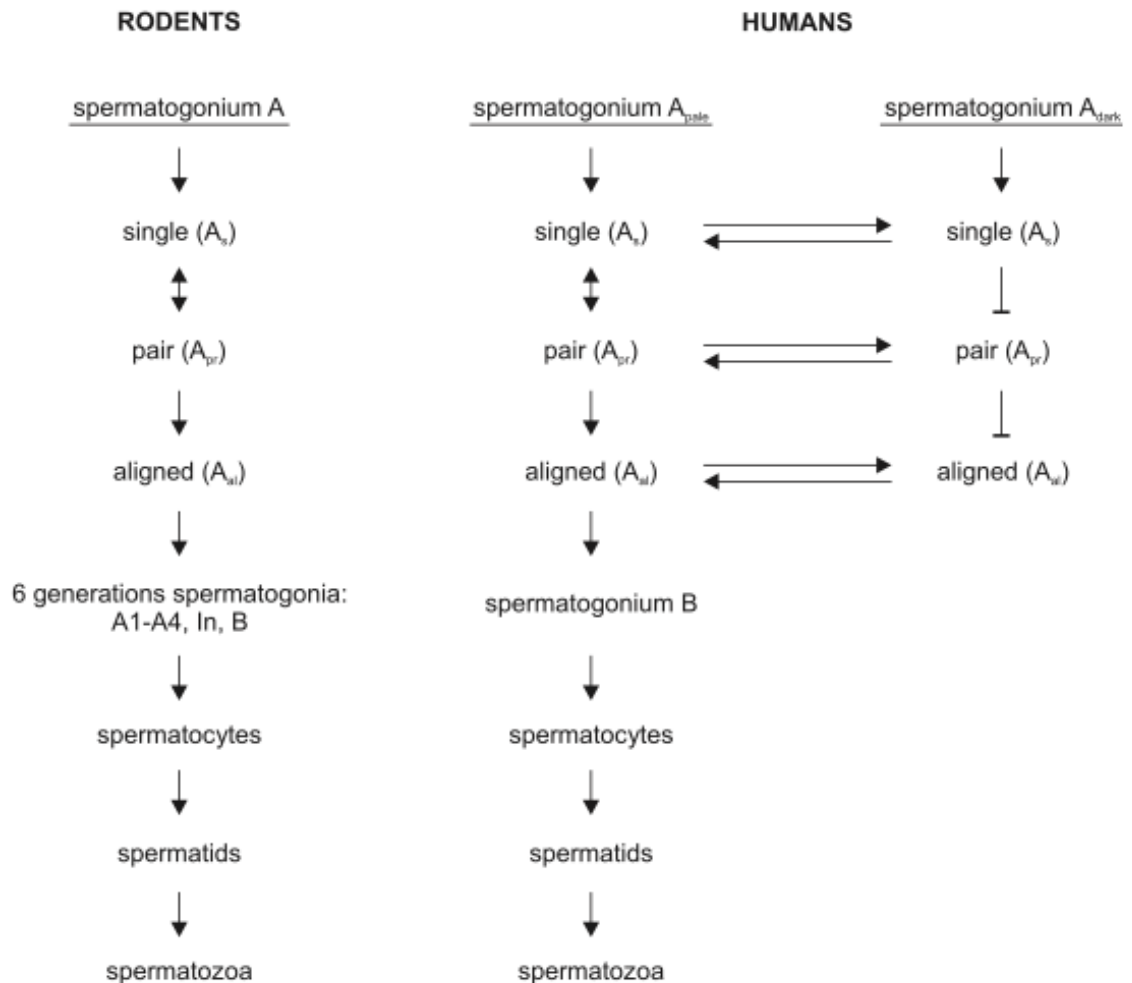 RODENTS HUMANS
spermatogonium A spermatogonium Apale spermatogonium Adark
single (As) single (As) single (As)
pair (Apr) pair (Apr) pair (Apr)
aligned (Aal) aligned (Aal) aligned (Aal)
6 generations spermatogonia:
A1-A4, In, B
spermatogonium B
spermatocytes spermatocytes
spermatids spermatids
spermatozoa spermatozoa